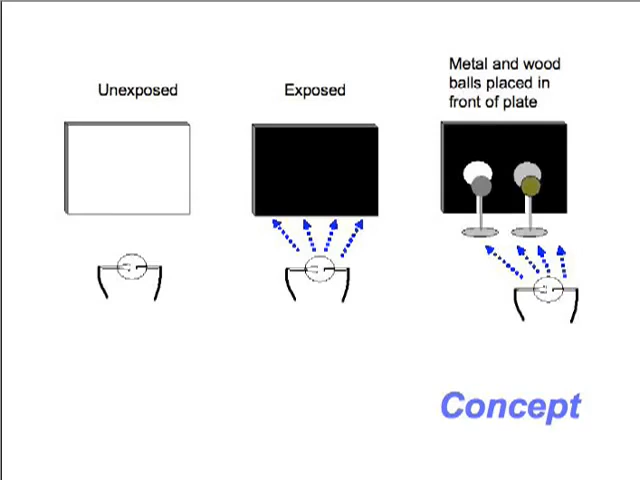 Unexposed
Exposed
Metal and wood
balls placed in
front of plate
Concept